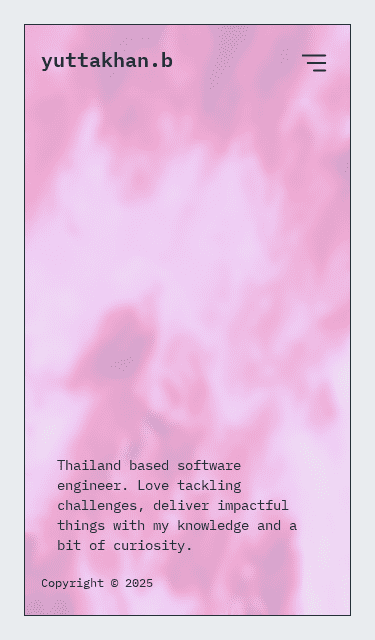 yuttakhan.b
Thailand based software
engineer. Love tackling
challenges, deliver impactful
things with my knowledge and a
bit of curiosity.
Copyright © 2025